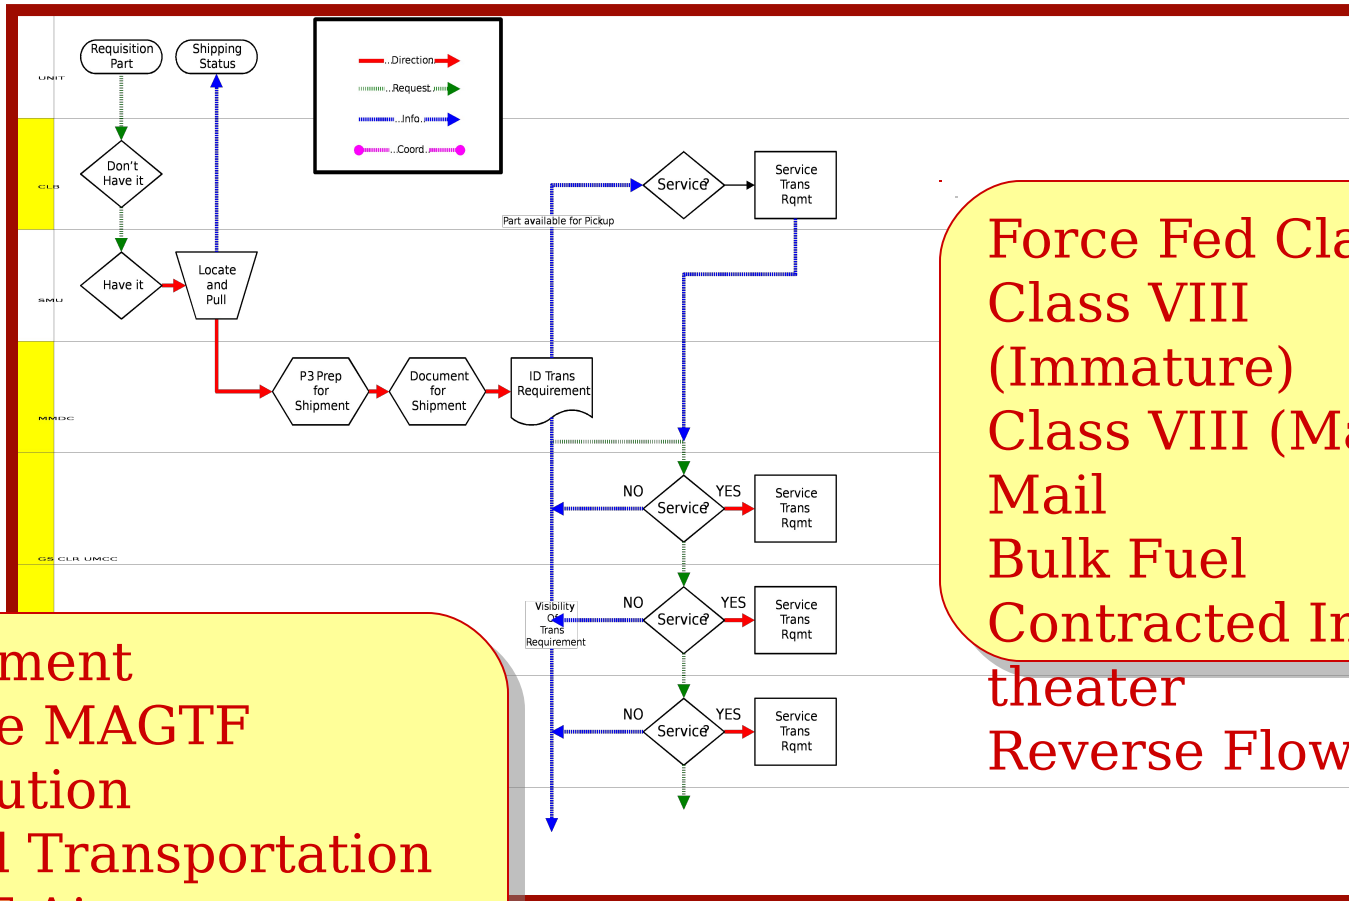 Requisition
Part
Shipping
Status
...Direction...
...Request...
...Info...
...Coord...
UNIT
CLB
SMU
MMDC
GS CLR UMCC
Don't
Have it
Have it
Locate
and
Pull
P3 Prep
for
Shipment
Document
for
Shipment
ID Trans
Requirement
Part available for Pickup
Service?
Service
Trans
Rqmt
NO
Service?
YES
Service
Trans
Rqmt
Visibility
Of
Trans
Requirement
NO
Service?
YES
Service
Trans
Rqmt
NO
Service?
YES
Service
Trans
Rqmt
Force Fed Cla
Class VIII
(Immature)
Class VIII (Ma
Mail
Bulk Fuel
Contracted In
theater
Reverse Flow
ment
e MAGTF
ution
l Transportation